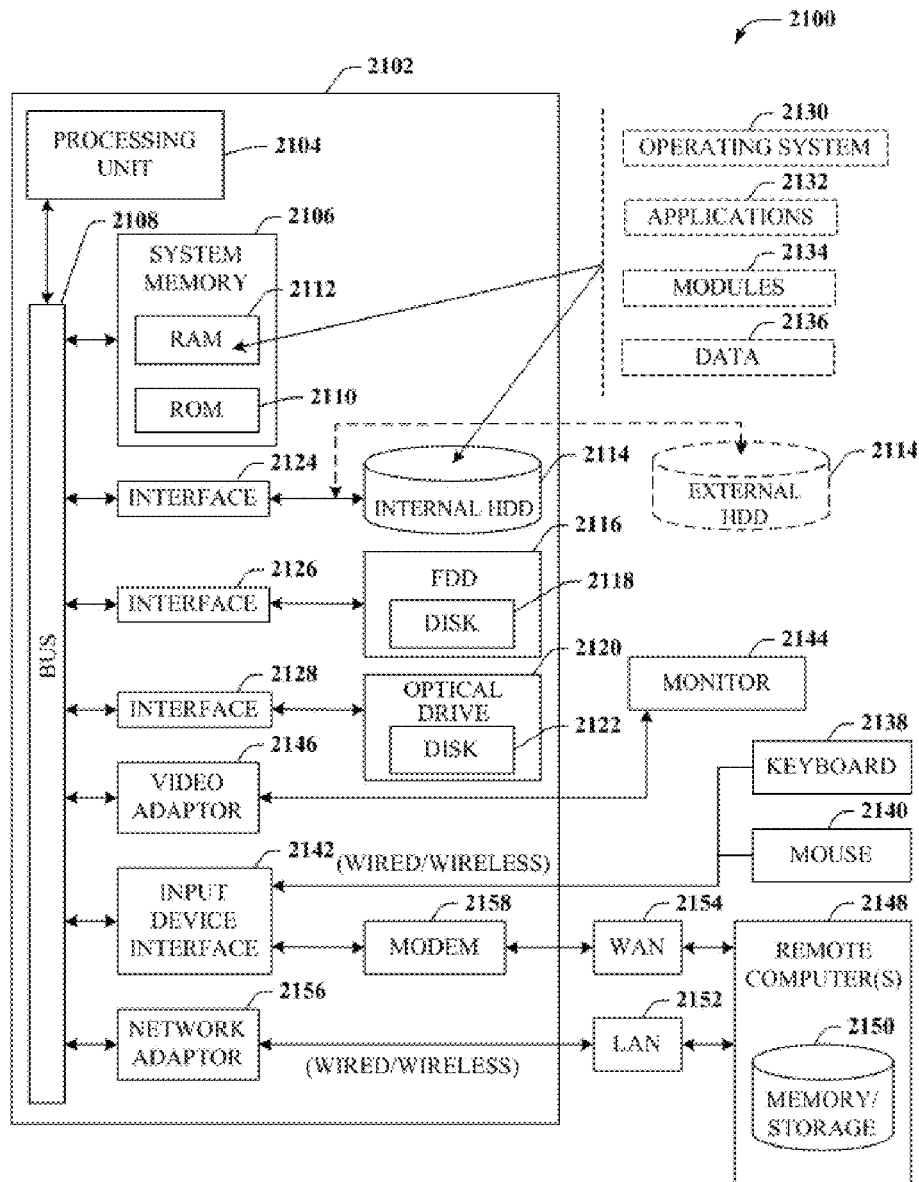 2100
2102
PROCESSING
UNIT
2104
2108
2106
SYSTEM
MEMORY
2112
RAM
2110
ROM
2130
OPERATING SYSTEM
2132
APPLICATIONS
2134
MODULES
2136
DATA
2124
INTERFACE
2114
INTERNAL HDD
2114
EXTERNAL
HDD
2126
INTERFACE
2116
FDD
2118
DISK
BUS
2128
INTERFACE
2120
OPTICAL
DRIVE
2122
DISK
2144
MONITOR
2146
VIDEO
ADAPTOR
2138
KEYBOARD
2140
MOUSE
2142
(WIRED/WIRELESS)
INPUT
DEVICE
INTERFACE
2158
MODEM
2154
WAN
2148
REMOTE
COMPUTER(S)
2156
NETWORK
ADAPTOR
(WIRED/WIRELESS)
2152
LAN
2150
MEMORY/
STORAGE